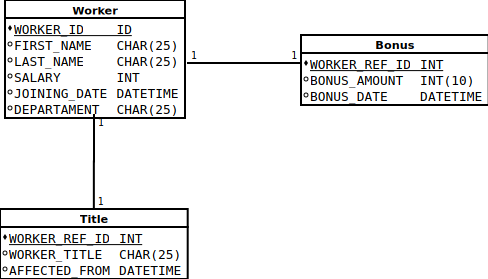 Worker
WORKER_ID ID
FIRST_NAME CHAR(25)
LAST_NAME CHAR(25)
SALARY INT
JOINING_DATE DATETIME
DEPARTAMENT CHAR(25)
1 1
Bonus
WORKER_REF_ID INT
BONUS_AMOUNT INT(10)
BONUS_DATE DATETIME
1
1
Title
WORKER_REF_ID INT
WORKER_TITLE CHAR(25)
AFFECTED_FROM DATETIME